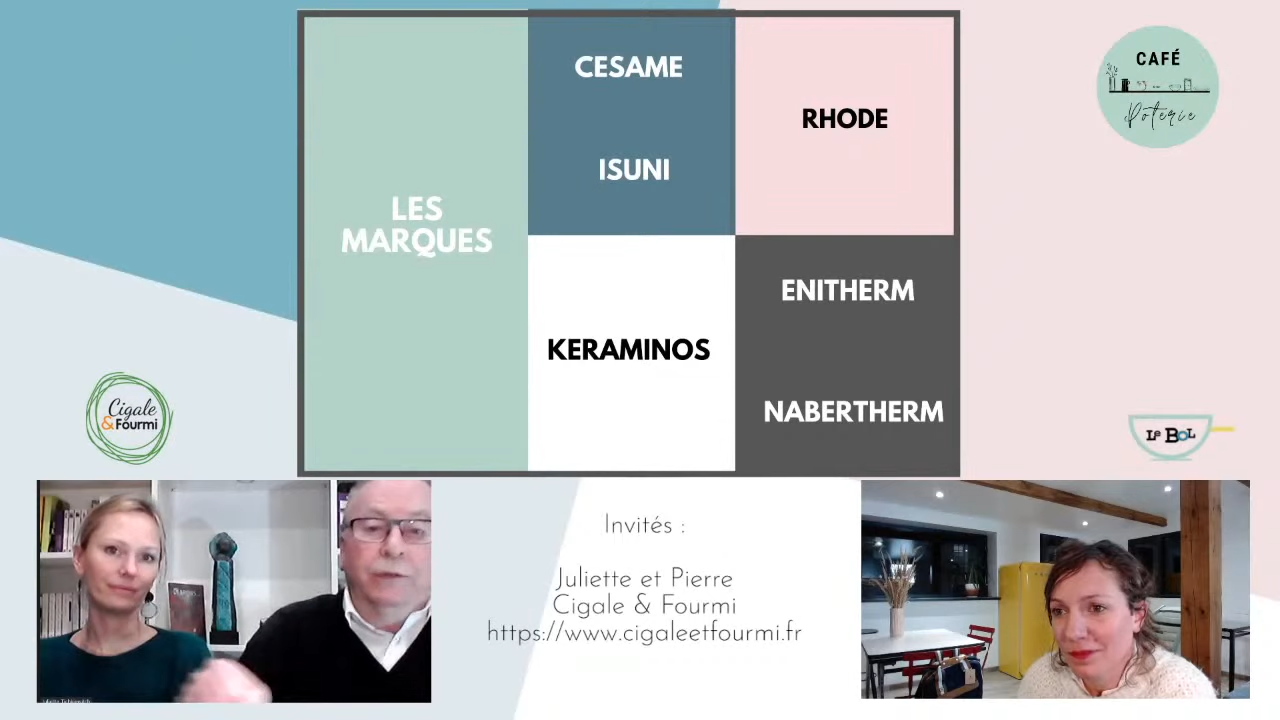 LES
MARQUES
CESAME
ISUNI
RHODE
KERAMINOS
ENITHERM
NABERTHERM
CAFÉ
Poterie
Cigale
&Fourmi
Le BOL
Invités :
Juliette et Pierre
Cigale & Fourmi
https://www.cigaleetfourmi.fr